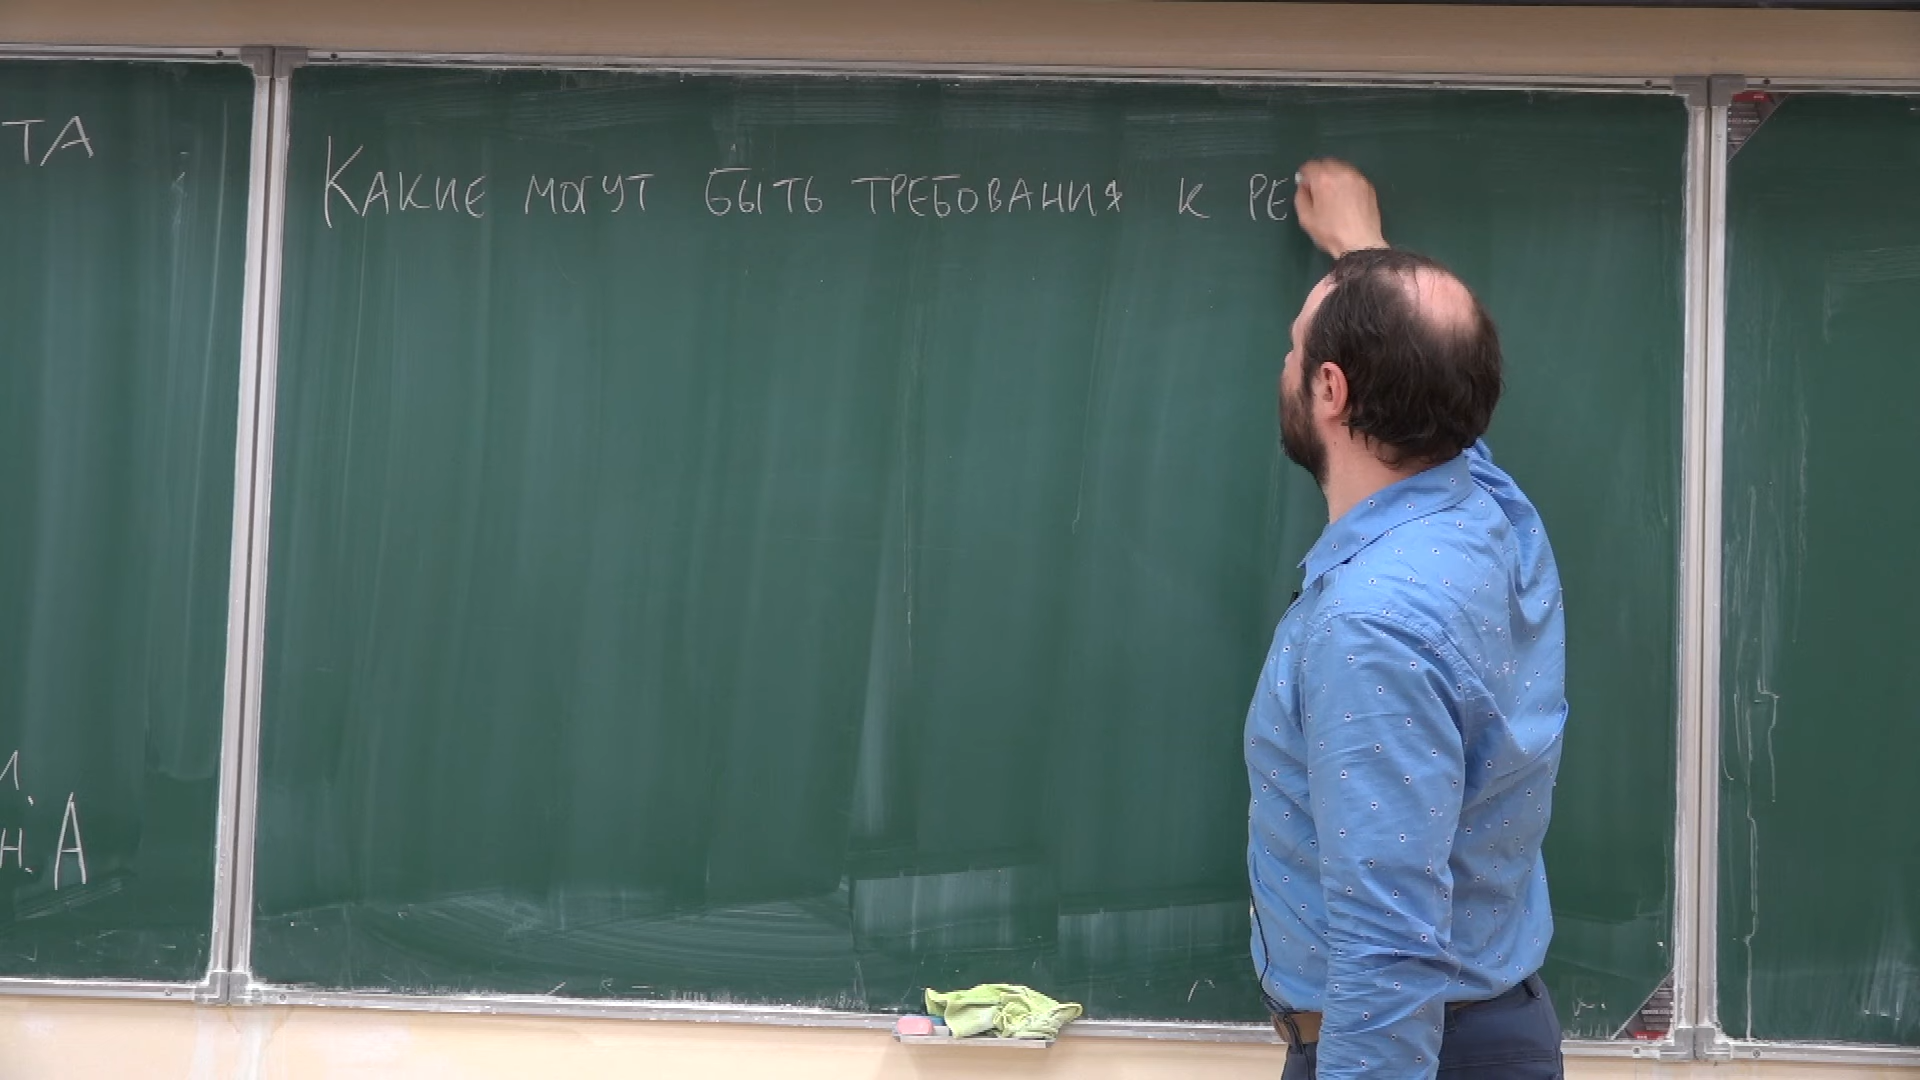 ТА
Какие могут быть требования к ре
Н. А